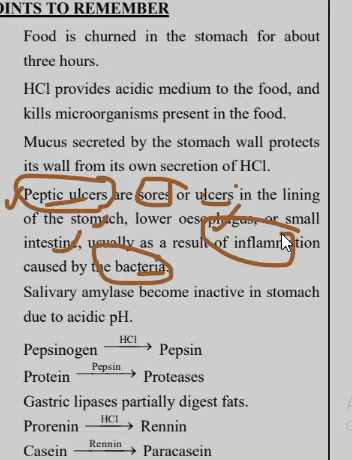 OINTS TO REMEMBER
Food is churned in the stomach for about
three hours.
HCl provides acidic medium to the food, and
kills microorganisms present in the food.
Mucus secreted by the stomach wall protects
its wall from its own secretion of HCl.
Peptic ulcers are sores or ulcers in the lining
of the stomach, lower oesophagus, or small
intestine, usually as a result of inflammation
caused by the bacteria.
Salivary amylase become inactive in stomach
due to acidic pH.
Pepsinogen HCl → Pepsin
Protein Pepsin → Proteases
Gastric lipases partially digest fats.
Prorenin HCl → Rennin
Casein Rennin → Paracasein